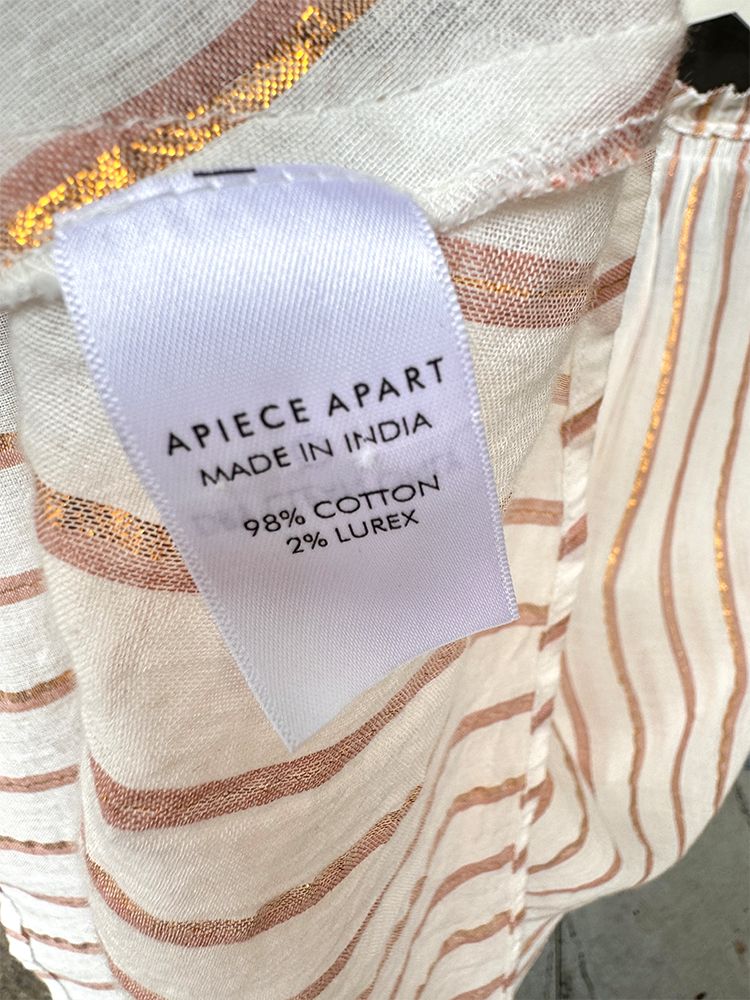 APIECE APART
MADE IN INDIA
98% COTTON
2% LUREX